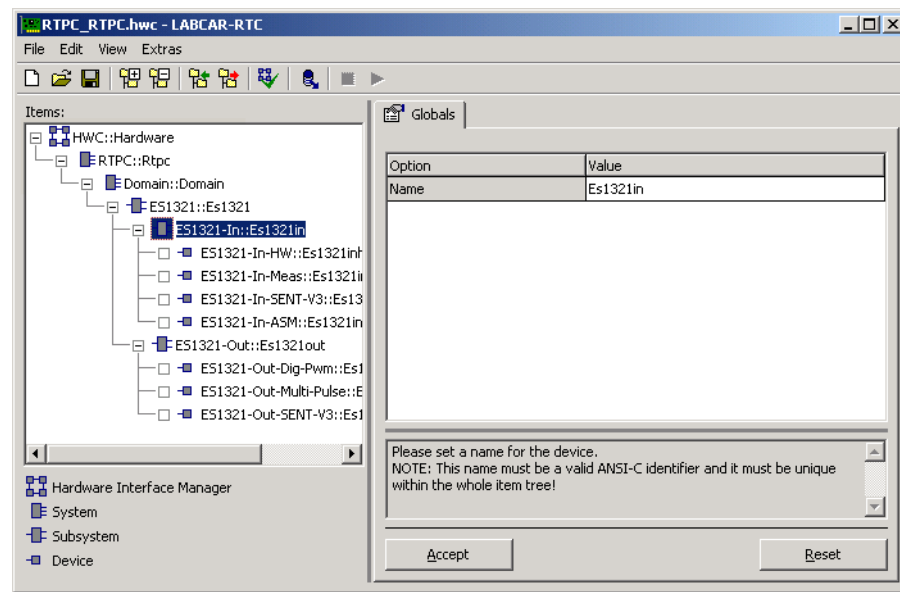 RTPC_RTPC.hwc - LABCAR-RTC
File Edit View Extras
Items:
HWC::Hardware
RTPC::Rtpc
Domain::Domain
ES1321::Es1321
ES1321-In::Es1321in
ES1321-In-HW::Es1321inh
ES1321-In-Meas::Es1321i
ES1321-In-SENT-V3::Es13
ES1321-In-ASM::Es1321in
ES1321-Out::Es1321out
ES1321-Out-Dig-Pwm::Es1
ES1321-Out-Multi-Pulse::E
ES1321-Out-SENT-V3::Es1
Hardware Interface Manager
System
Subsystem
Device
Globals
Option Value
Name Es1321in
Please set a name for the device.
NOTE: This name must be a valid ANSI-C identifier and it must be unique
within the whole item tree!
Accept Reset